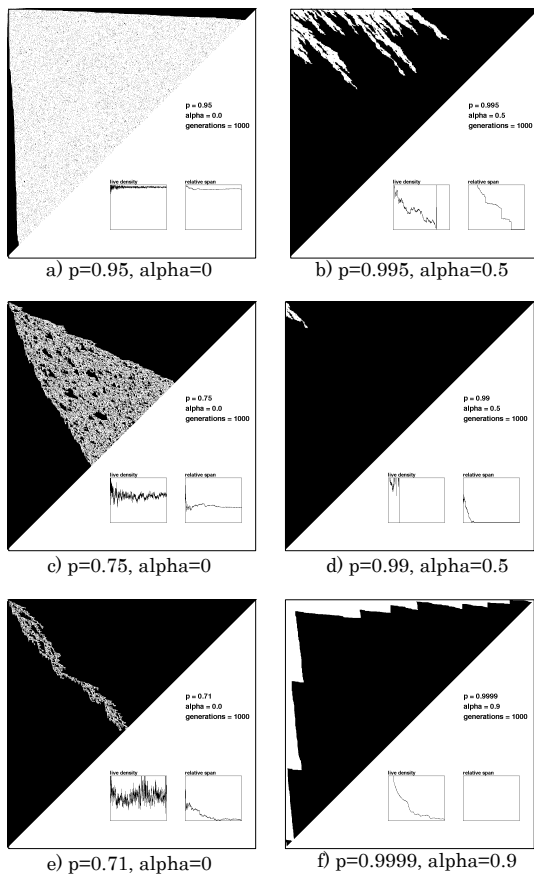 p = 0.95
alpha = 0.0
generations = 1000
live density
relative span
a) p=0.95, alpha=0
p = 0.995
alpha = 0.5
generations = 1000
live density
relative span
b) p=0.995, alpha=0.5
p = 0.75
alpha = 0.0
generations = 1000
live density
relative span
c) p=0.75, alpha=0
p = 0.99
alpha = 0.5
generations = 1000
live density
relative span
d) p=0.99, alpha=0.5
p = 0.71
alpha = 0.0
generations = 1000
live density
relative span
e) p=0.71, alpha=0
p = 0.9999
alpha = 0.9
generations = 1000
live density
relative span
f) p=0.9999, alpha=0.9